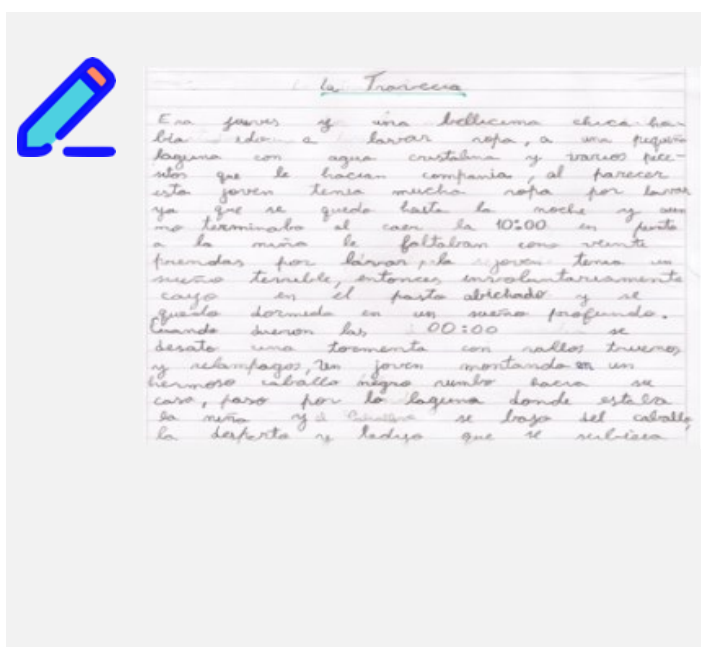 La Travecia
Era jueves y una bellicima chica ha-
bia ido a lavar ropa, a una pequeña
laguna con agua cristalina y varios pece-
sitos que le hacian compania, al parecer
esta joven tenia mucha ropa por lavar
ya que se quedo hasta la noche y aun
no terminaba al caer la 10:00 en punto
a la niña le faltaban como veinte
prendas por lavar, la joven tenia un
sueño terrible, entonces involuntariamente
cayo en el pasto y se
quedo dormida en un sueño profundo.
Cuando dieron las 00:00 se
desato una tormenta con rallos truenos
y relampagos, un joven montando en un
hermoso caballo negro rumbo hacia su
casa, paso por la laguna donde estaba
la niña y el se bajo del caballo,
la desperto y ledijo que se subiera